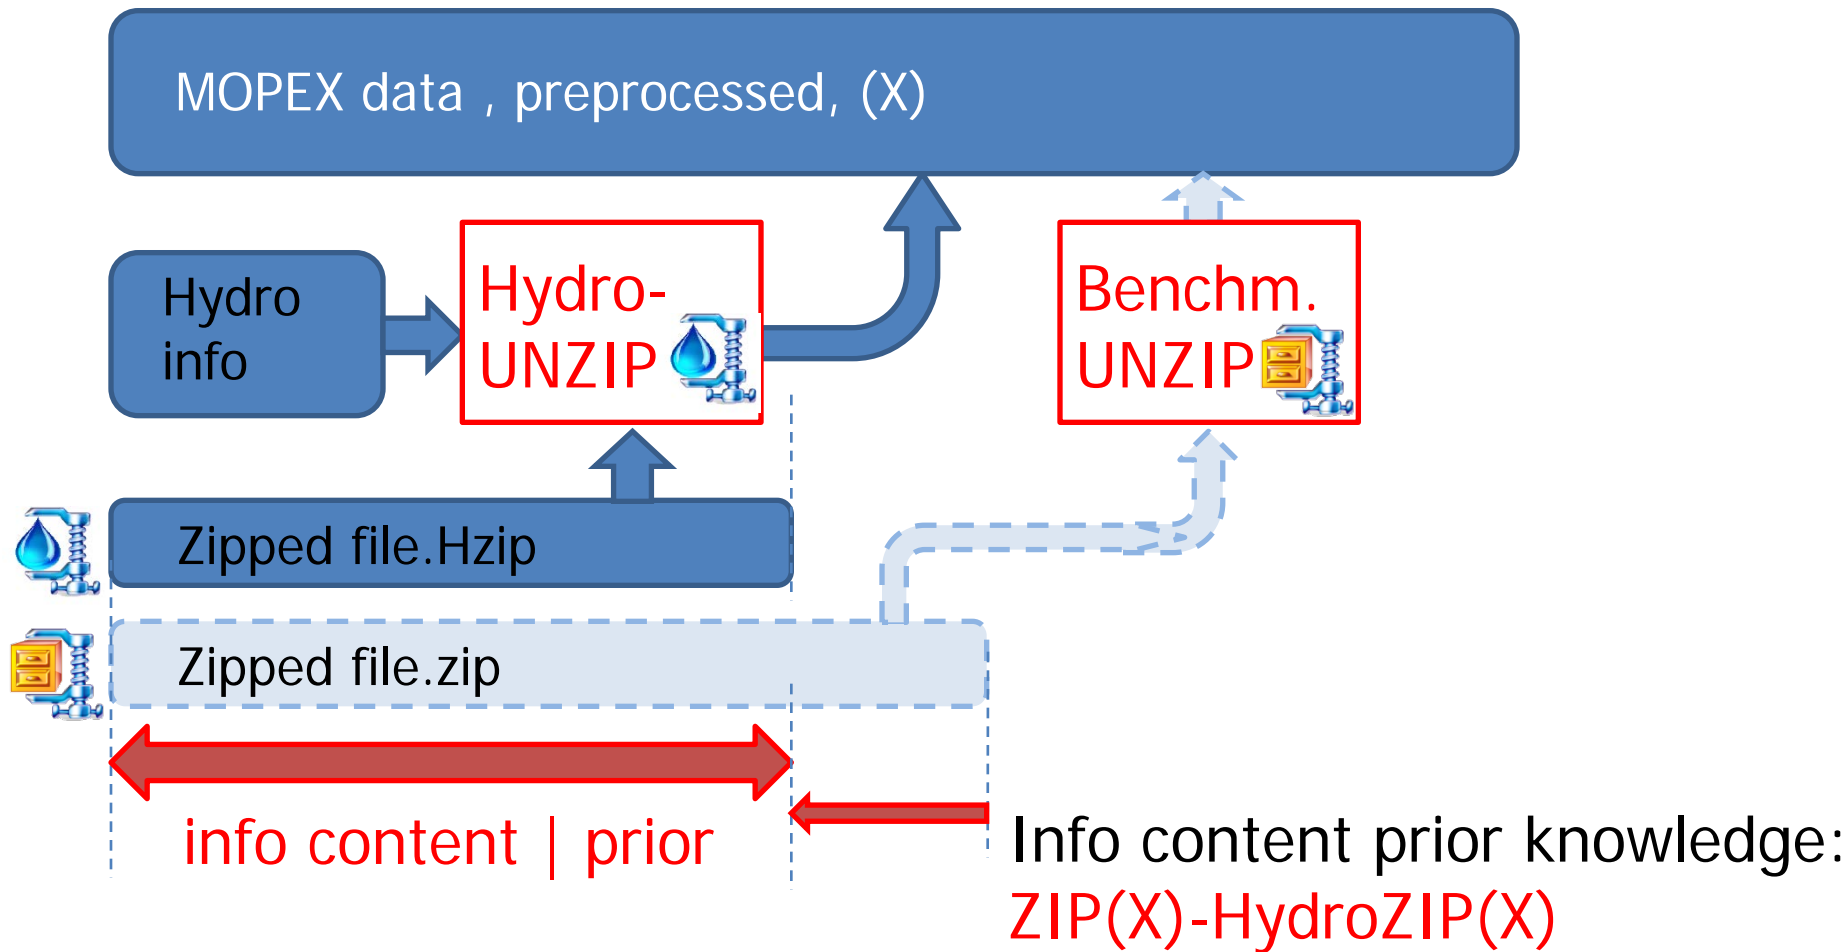 MOPEX data , preprocessed, (X)
Hydro
info
Hydro-
UNZIP
Benchm.
UNZIP
Zipped file.Hzip
Zipped file.zip
info content | prior
Info content prior knowledge:
ZIP(X)-HydroZIP(X)